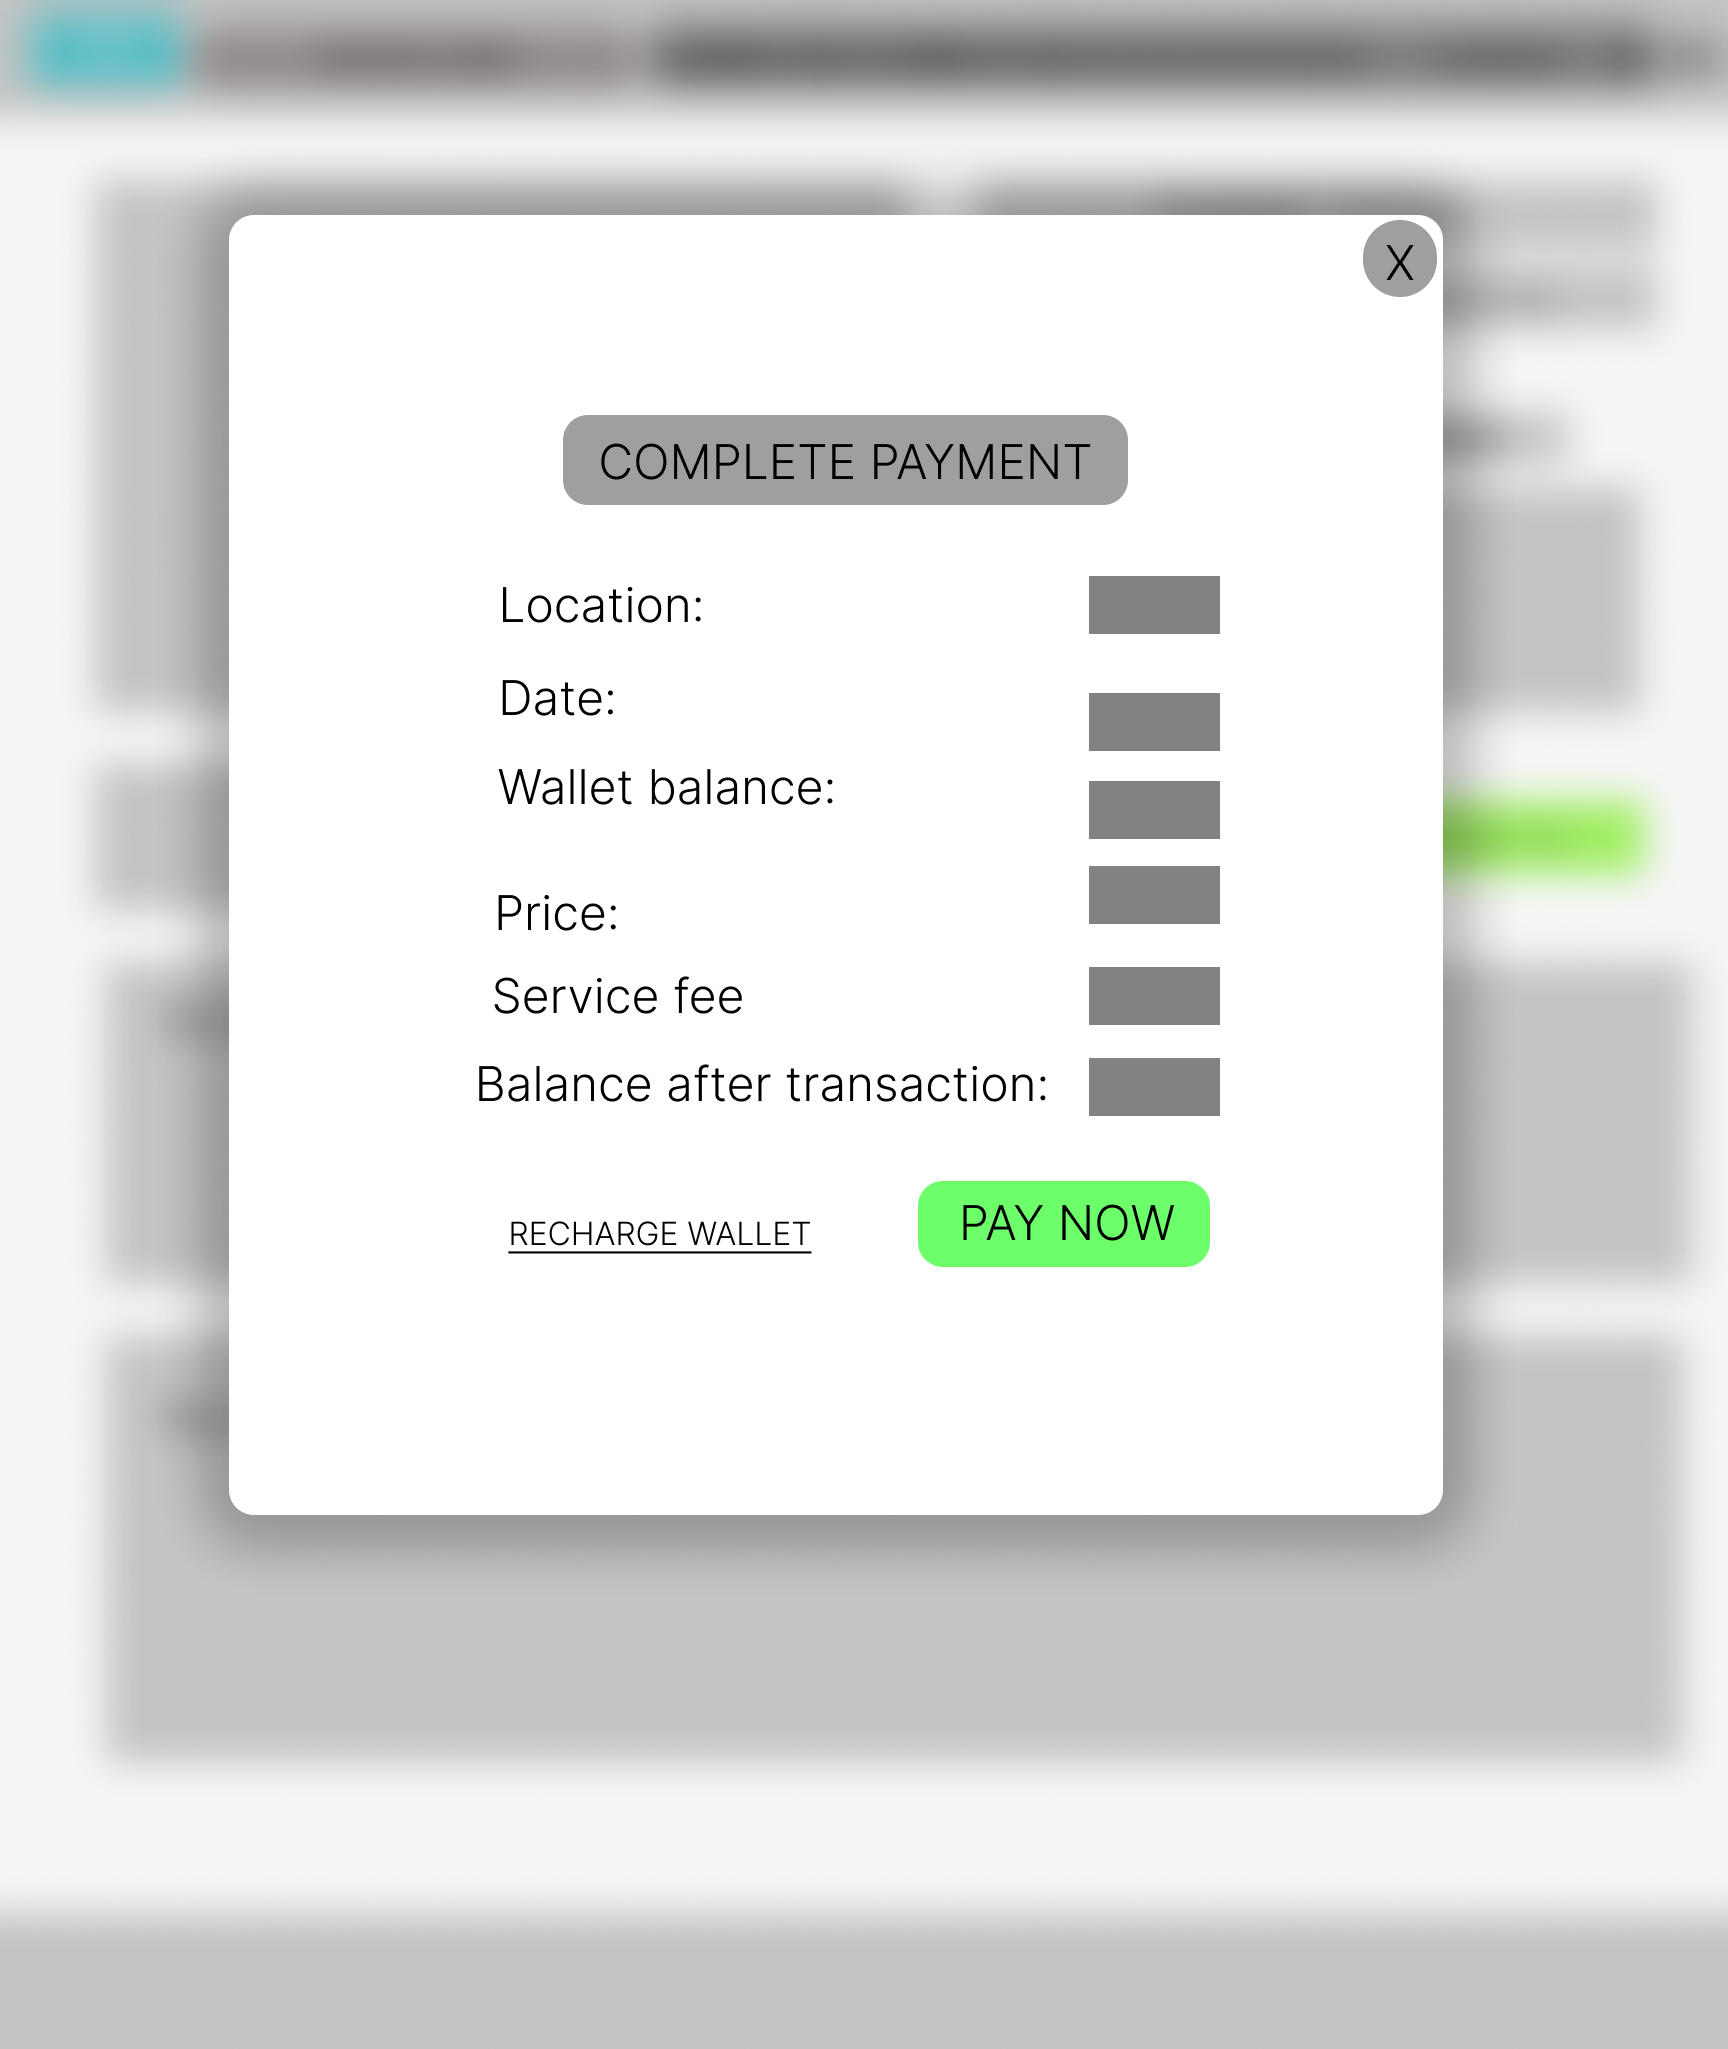 X
COMPLETE PAYMENT
Location:
Date:
Wallet balance:
Price:
Service fee
Balance after transaction:
RECHARGE WALLET
PAY NOW